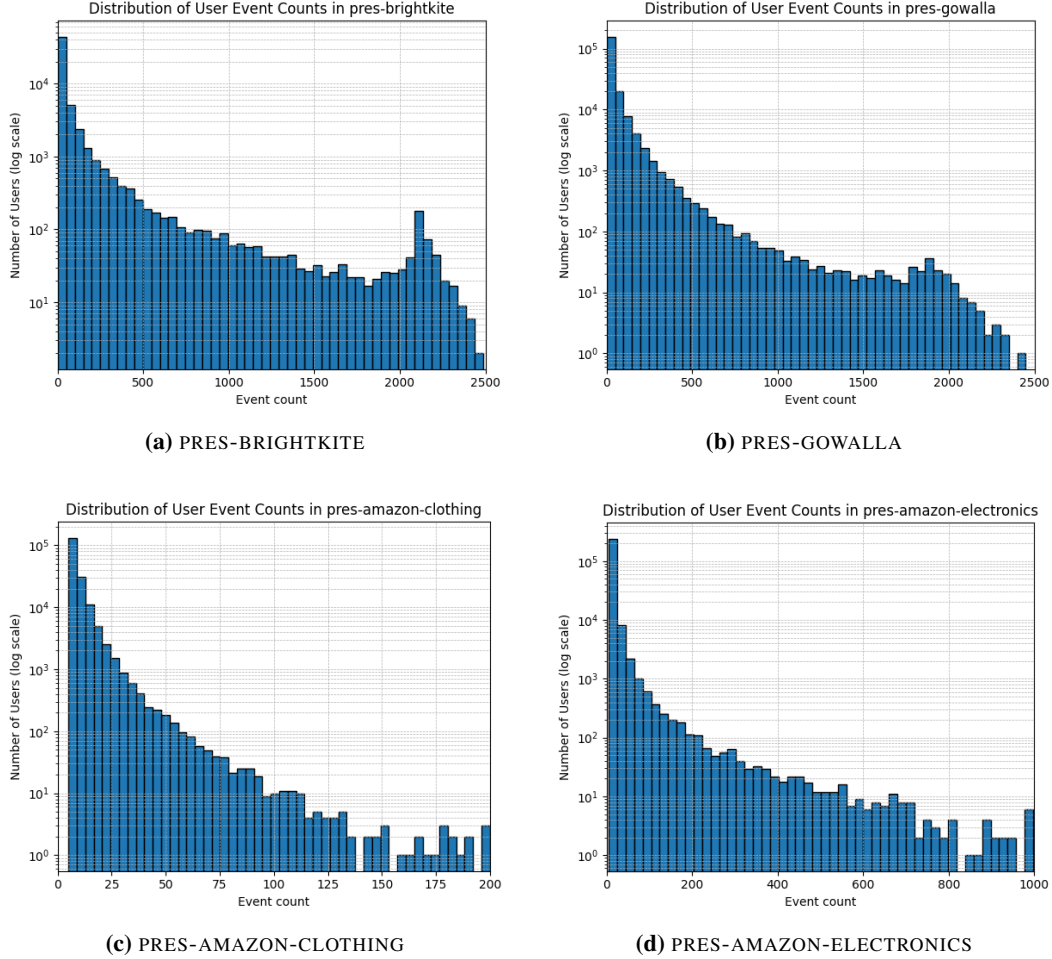 Distribution of User Event Counts in pres-brightkite
Number of Users (log scale)
10^4
10^3
10^2
10^1
0 500 1000 1500 2000 2500
Event count
(a) PRES-BRIGHTKITE
Distribution of User Event Counts in pres-gowalla
Number of Users (log scale)
10^5
10^4
10^3
10^2
10^1
10^0
0 500 1000 1500 2000 2500
Event count
(b) PRES-GOWALLA
Distribution of User Event Counts in pres-amazon-clothing
Number of Users (log scale)
10^5
10^4
10^3
10^2
10^1
10^0
0 25 50 75 100 125 150 175 200
Event count
(c) PRES-AMAZON-CLOTHING
Distribution of User Event Counts in pres-amazon-electronics
Number of Users (log scale)
10^5
10^4
10^3
10^2
10^1
10^0
0 200 400 600 800 1000
Event count
(d) PRES-AMAZON-ELECTRONICS